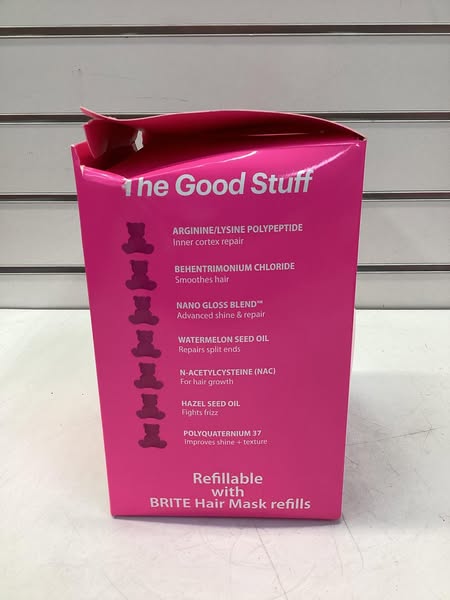 The Good Stuff
ARGININE/LYSINE POLYPEPTIDE
Inner cortex repair
BEHENTRIMONIUM CHLORIDE
Smoothes hair
NANO GLOSS BLEND™
Advanced shine & repair
WATERMELON SEED OIL
Repairs split ends
N-ACETYLCYSTEINE (NAC)
For hair growth
HAZEL SEED OIL
Fights frizz
POLYQUATERNIUM 37
Improves shine + texture
Refillable
with
BRITE Hair Mask refills